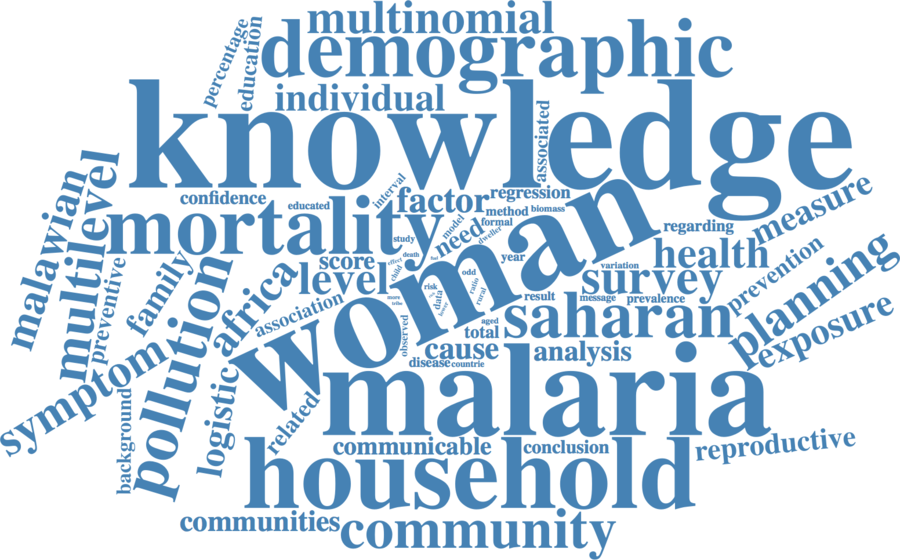 multinomial
demographic
percentage
education
individual
knowledge
associated
confidence
educated
interval
factor
regression
method
biomass
formal
malawian
multilevel
mortality
model
need
dweller
woman
regarding
measure
study
effect
death
year
health
preventive
family
score
level
child
risk
data
odd
ratio
rural
variation
survey
prevention
planning
pollution
africa
association
more
result
message
prevalence
saharan
exposure
observed
aged
total
cause
analysis
disease
countrie
symptom
logistic
related
malaria
background
communicable
conclusion
reproductive
household
communities
community